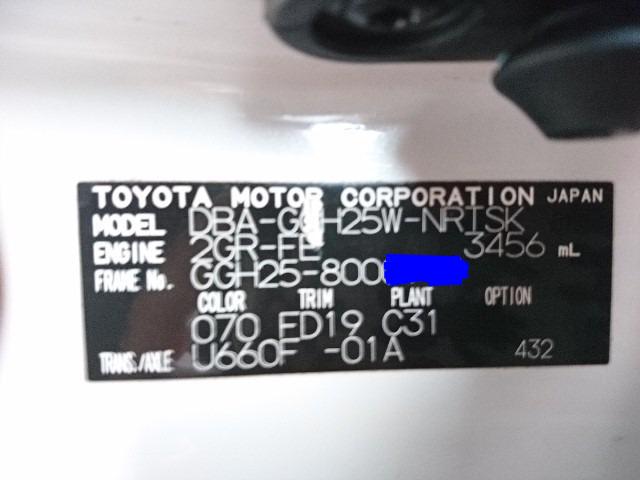 TOYOTA MOTOR CORPORATION JAPAN
MODEL DBA-GGH25W-NRTSK
ENGINE 2GR-FE 3456 mL
FRAME No. GGH25-800
COLOR TRIM PLANT OPTION
070 FD19 C31
TRANS./AXLE U660F -01A 432